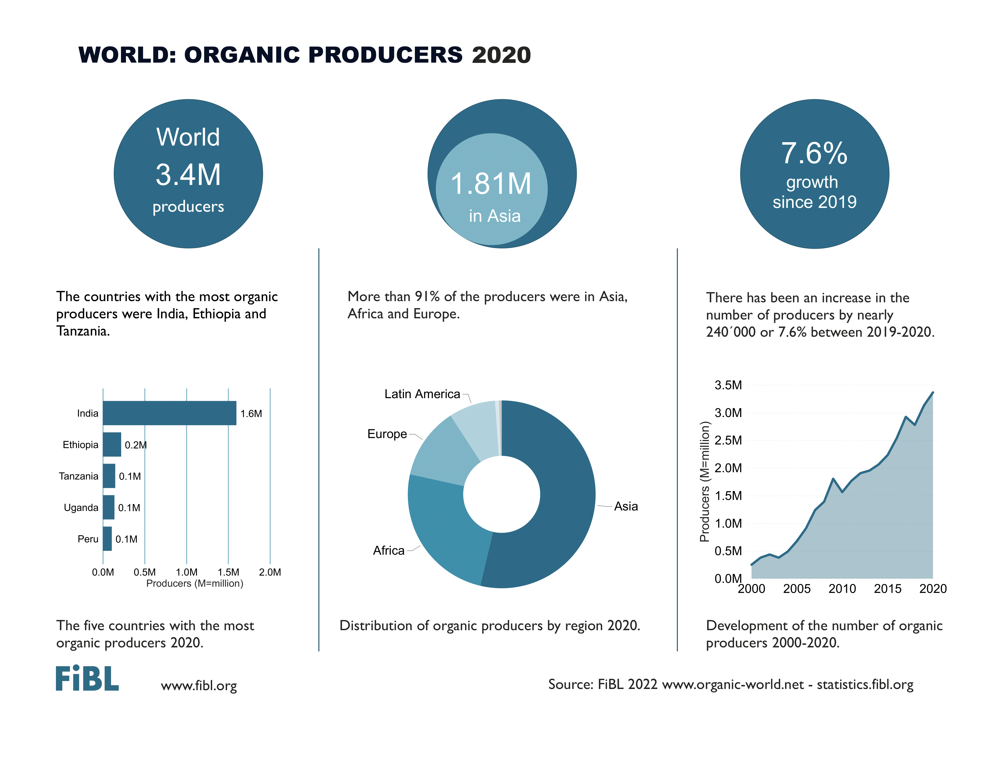 WORLD: ORGANIC PRODUCERS 2020
World
3.4M
producers
1.81M
in Asia
7.6%
growth
since 2019
The countries with the most organic
producers were India, Ethiopia and
Tanzania.
More than 91% of the producers were in Asia,
Africa and Europe.
There has been an increase in the
number of producers by nearly
240´000 or 7.6% between 2019-2020.
India
1.6M
Ethiopia
0.2M
Tanzania
0.1M
Uganda
0.1M
Peru
0.1M
0.0M 0.5M 1.0M 1.5M 2.0M
Producers (M=million)
Latin America
Europe
Africa
Asia
Producers (M=million)
3.5M
3.0M
2.5M
2.0M
1.5M
1.0M
0.5M
0.0M
2000 2005 2010 2015 2020
The five countries with the most
organic producers 2020.
Distribution of organic producers by region 2020.
Development of the number of organic
producers 2000-2020.
FiBL
www.fibl.org
Source: FiBL 2022 www.organic-world.net - statistics.fibl.org